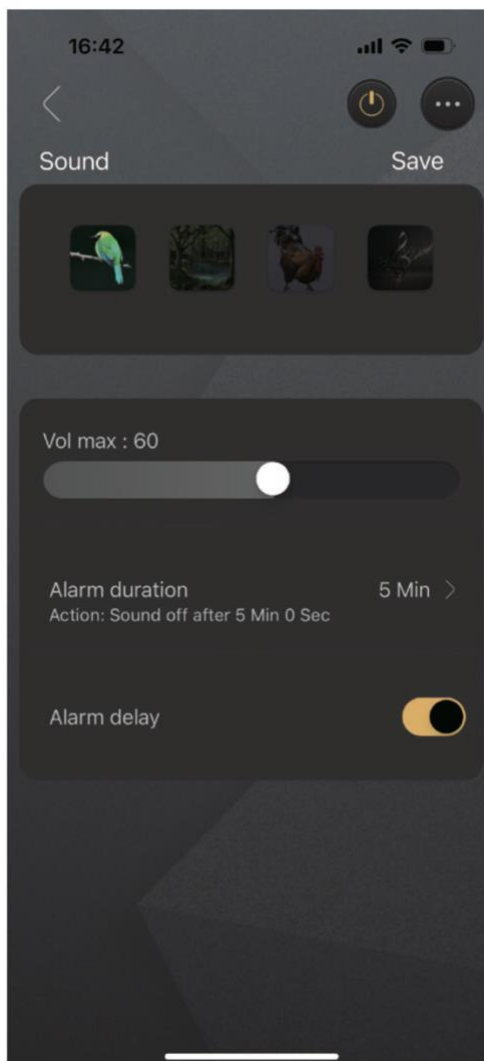 16:42
Sound Save
Vol max : 60
Alarm duration 5 Min
Action: Sound off after 5 Min 0 Sec
Alarm delay